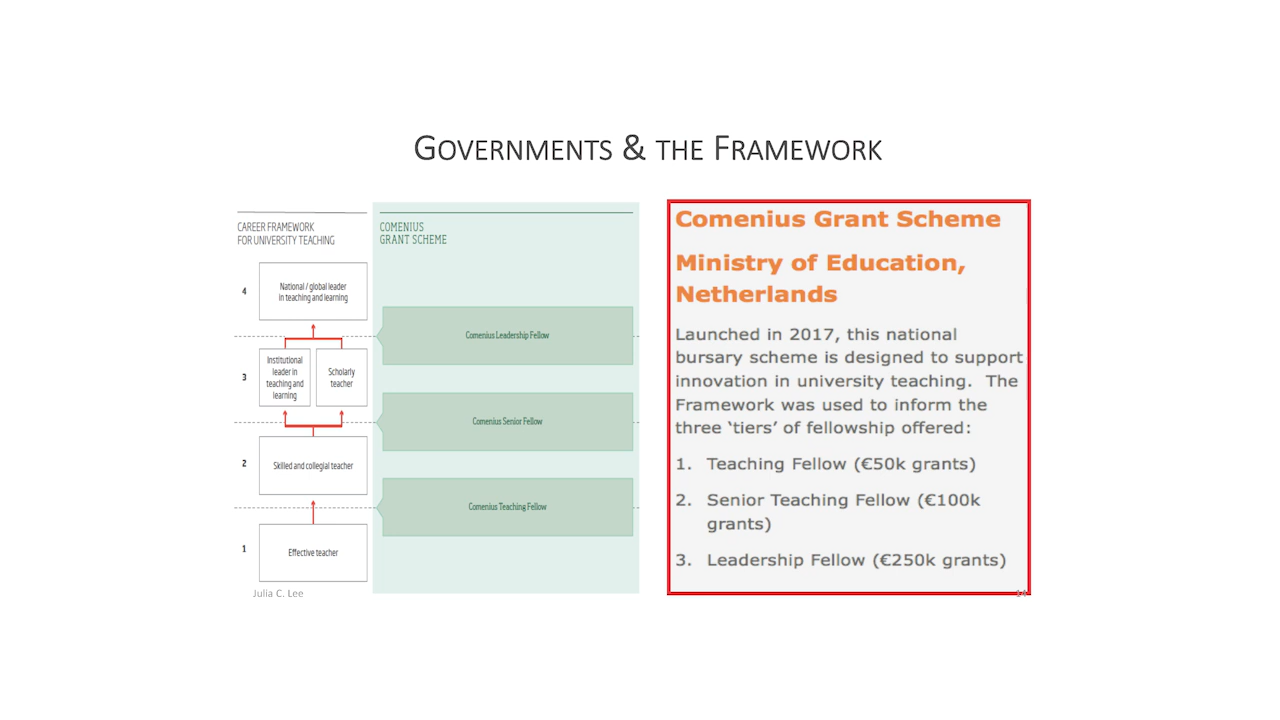 GOVERNMENTS & THE FRAMEWORK
CAREER FRAMEWORK
FOR UNIVERSITY TEACHING
4
National / global leader
in teaching and learning
3
Institutional
leader in
teaching and
learning
Scholarly
teacher
2
Skilled and collegial teacher
1
Effective teacher
Julia C. Lee
COMENIUS
GRANT SCHEME
Comenius Leadership Fellow
Comenius Senior Fellow
Comenius Teaching Fellow
Comenius Grant Scheme
Ministry of Education,
Netherlands
Launched in 2017, this national
bursary scheme is designed to support
innovation in university teaching. The
Framework was used to inform the
three ‘tiers’ of fellowship offered:
1. Teaching Fellow (€50k grants)
2. Senior Teaching Fellow (€100k
grants)
3. Leadership Fellow (€250k grants)
14